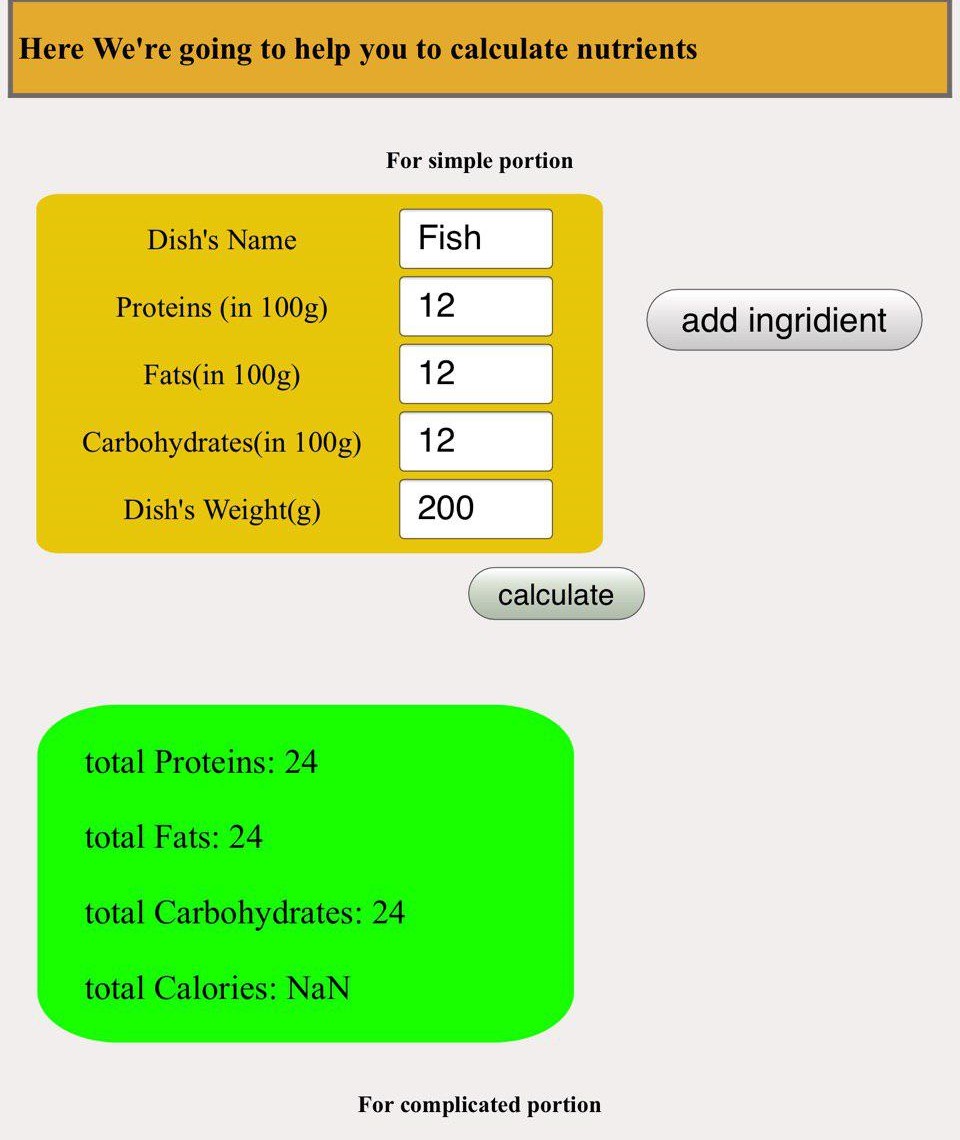 Here We're going to help you to calculate nutrients
For simple portion
Dish's Name Fish
Proteins (in 100g) 12
add ingridient
Fats(in 100g) 12
Carbohydrates(in 100g) 12
Dish's Weight(g) 200
calculate
total Proteins: 24
total Fats: 24
total Carbohydrates: 24
total Calories: NaN
For complicated portion